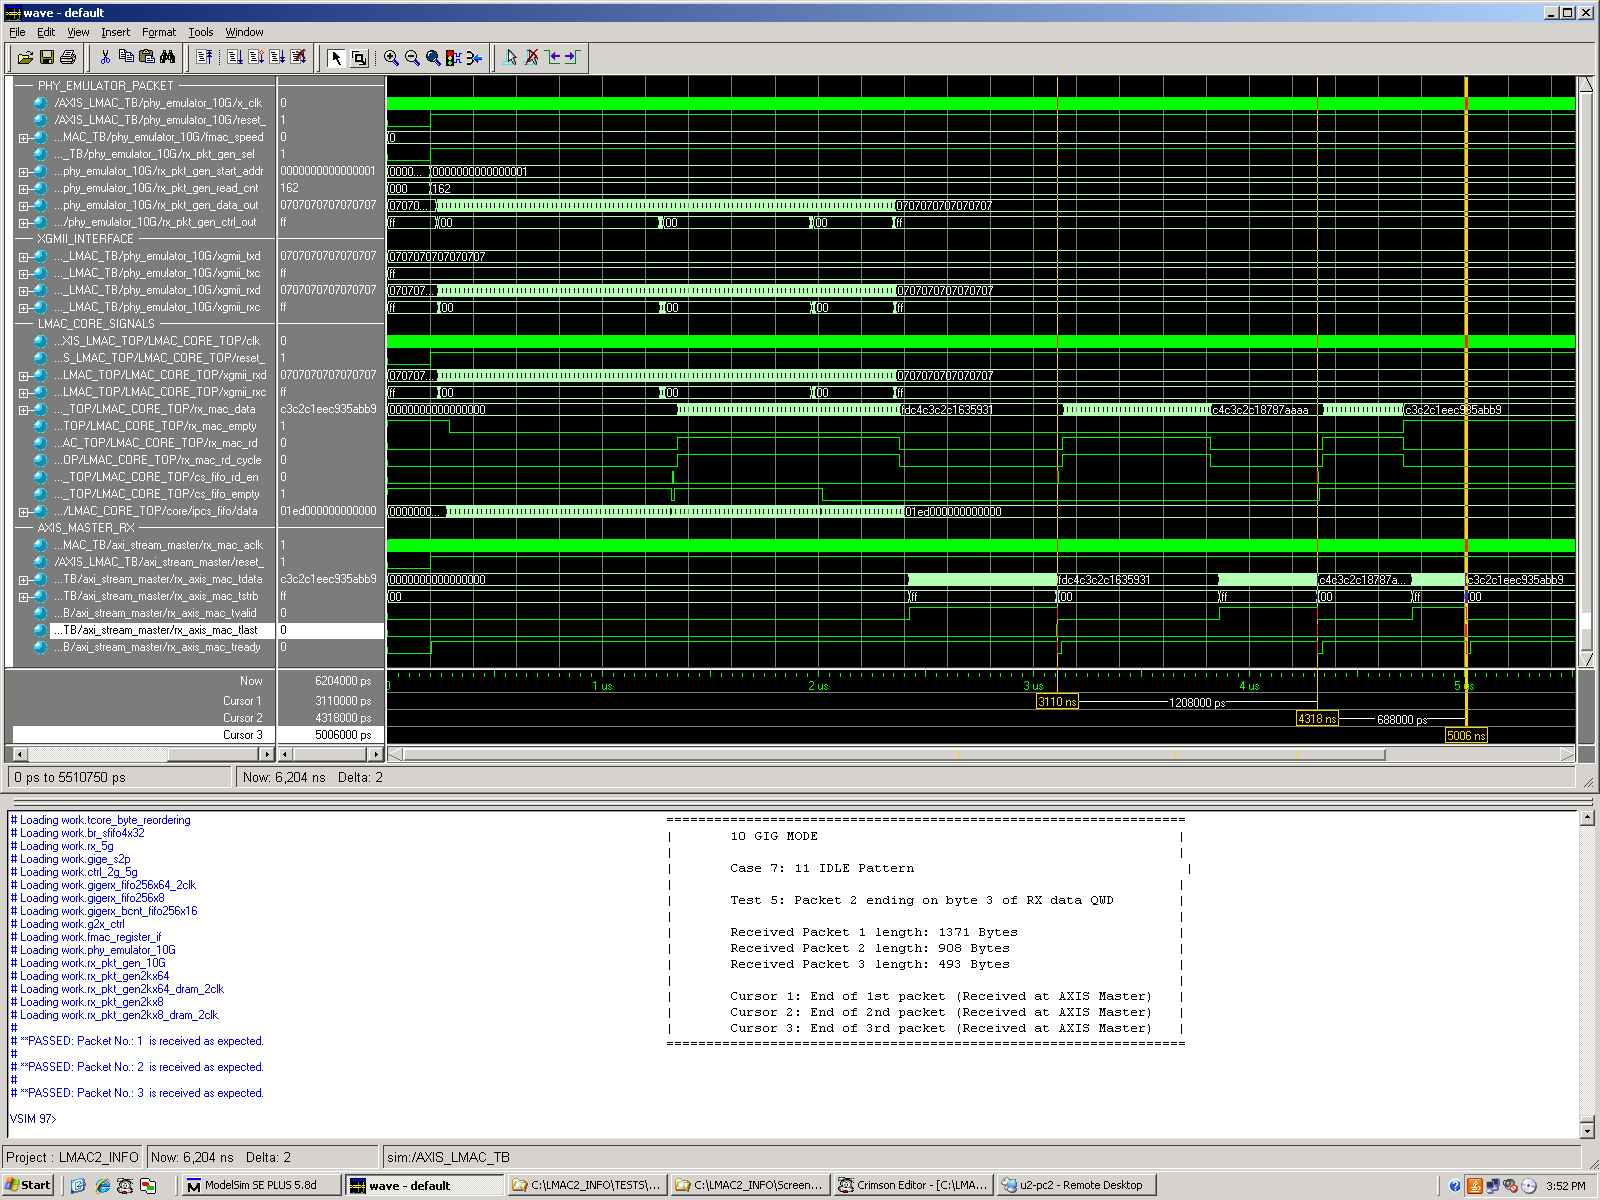 wave - default
File Edit View Insert Format Tools Window
PHY_EMULATOR_PACKET
/AXIS_LMAC_TB/phy_emulator_10G/x_clk 0
/AXIS_LMAC_TB/phy_emulator_10G/reset_ 1
...MAC_TB/phy_emulator_10G/fmac_speed 0 0
..._TB/phy_emulator_10G/rx_pkt_gen_sel 1
...phy_emulator_10G/rx_pkt_gen_start_addr 0000000000000001 0000... 0000000000000001
...phy_emulator_10G/rx_pkt_gen_read_cnt 162 000 162
...phy_emulator_10G/rx_pkt_gen_data_out 0707070707070707 07070... 0707070707070707
.../phy_emulator_10G/rx_pkt_gen_ctrl_out ff ff 00 00 00 ff
XGMII_INTERFACE
..._LMAC_TB/phy_emulator_10G/xgmii_txd 0707070707070707 0707070707070707
..._LMAC_TB/phy_emulator_10G/xgmii_txc ff ff
..._LMAC_TB/phy_emulator_10G/xgmii_rxd 0707070707070707 070707... 0707070707070707
..._LMAC_TB/phy_emulator_10G/xgmii_rxc ff ff 00 00 00 ff
LMAC_CORE_SIGNALS
...XIS_LMAC_TOP/LMAC_CORE_TOP/clk 0
...S_LMAC_TOP/LMAC_CORE_TOP/reset_ 1
...LMAC_TOP/LMAC_CORE_TOP/xgmii_rxd 0707070707070707 070707... 0707070707070707
...LMAC_TOP/LMAC_CORE_TOP/xgmii_rxc ff ff 00 00 00 ff
..._TOP/LMAC_CORE_TOP/rx_mac_data c3c2c1eec935abb9 0000000000000000 fdc4c3c2c1635931 c4c3c2c18787aaaa c3c2c1eec935abb9
...TOP/LMAC_CORE_TOP/rx_mac_empty 1
...AC_TOP/LMAC_CORE_TOP/rx_mac_rd 0
...OP/LMAC_CORE_TOP/rx_mac_rd_cycle 0
..._TOP/LMAC_CORE_TOP/cs_fifo_rd_en 0
..._TOP/LMAC_CORE_TOP/cs_fifo_empty 1
.../LMAC_CORE_TOP/core/ipcs_fifo/data 01ed000000000000 0000000... 01ed000000000000
AXIS_MASTER_RX
...MAC_TB/axi_stream_master/rx_mac_aclk 1
/AXIS_LMAC_TB/axi_stream_master/reset_ 1
...TB/axi_stream_master/rx_axis_mac_tdata c3c2c1eec935abb9 0000000000000000 fdc4c3c2c1635931 c4c3c2c18787a... c3c2c1eec935abb9
...TB/axi_stream_master/rx_axis_mac_tstrb ff 00 ff 00 ff 00 ff 00
...B/axi_stream_master/rx_axis_mac_tvalid 0
...TB/axi_stream_master/rx_axis_mac_tlast 0
...B/axi_stream_master/rx_axis_mac_tready 0
Now 6204000 ps 0 1 us 2 us 3 us 4 us 5 us
Cursor 1 3110000 ps 3110 ns 1208000 ps
Cursor 2 4318000 ps 4318 ns 688000 ps
Cursor 3 5006000 ps 5006 ns
0 ps to 5510750 ps Now: 6,204 ns Delta: 2
# Loading work.tcore_byte_reordering
# Loading work.br_sfifo4x32
# Loading work.rx_5g
# Loading work.gige_s2p
# Loading work.ctrl_2g_5g
# Loading work.gigerx_fifo256x64_2clk
# Loading work.gigerx_fifo256x8
# Loading work.gigerx_bcnt_fifo256x16
# Loading work.g2x_ctrl
# Loading work.fmac_register_if
# Loading work.phy_emulator_10G
# Loading work.rx_pkt_gen_10G
# Loading work.rx_pkt_gen2kx64
# Loading work.rx_pkt_gen2kx64_dram_2clk
# Loading work.rx_pkt_gen2kx8
# Loading work.rx_pkt_gen2kx8_dram_2clk
#
# **PASSED: Packet No.: 1 is received as expected.
#
# **PASSED: Packet No.: 2 is received as expected.
#
# **PASSED: Packet No.: 3 is received as expected.
VSIM 97>
10 GIG MODE
Case 7: 11 IDLE Pattern
Test 5: Packet 2 ending on byte 3 of RX data QWD
Received Packet 1 length: 1371 Bytes
Received Packet 2 length: 908 Bytes
Received Packet 3 length: 493 Bytes
Cursor 1: End of 1st packet (Received at AXIS Master)
Cursor 2: End of 2nd packet (Received at AXIS Master)
Cursor 3: End of 3rd packet (Received at AXIS Master)
Project : LMAC2_INFO Now: 6,204 ns Delta: 2 sim:/AXIS_LMAC_TB
Start ModelSim SE PLUS 5.8d wave - default C:\LMAC2_INFO\TESTS\... C:\LMAC2_INFO\Screen... Crimson Editor - [C:\LMA... u2-pc2 - Remote Desktop 3:52 PM